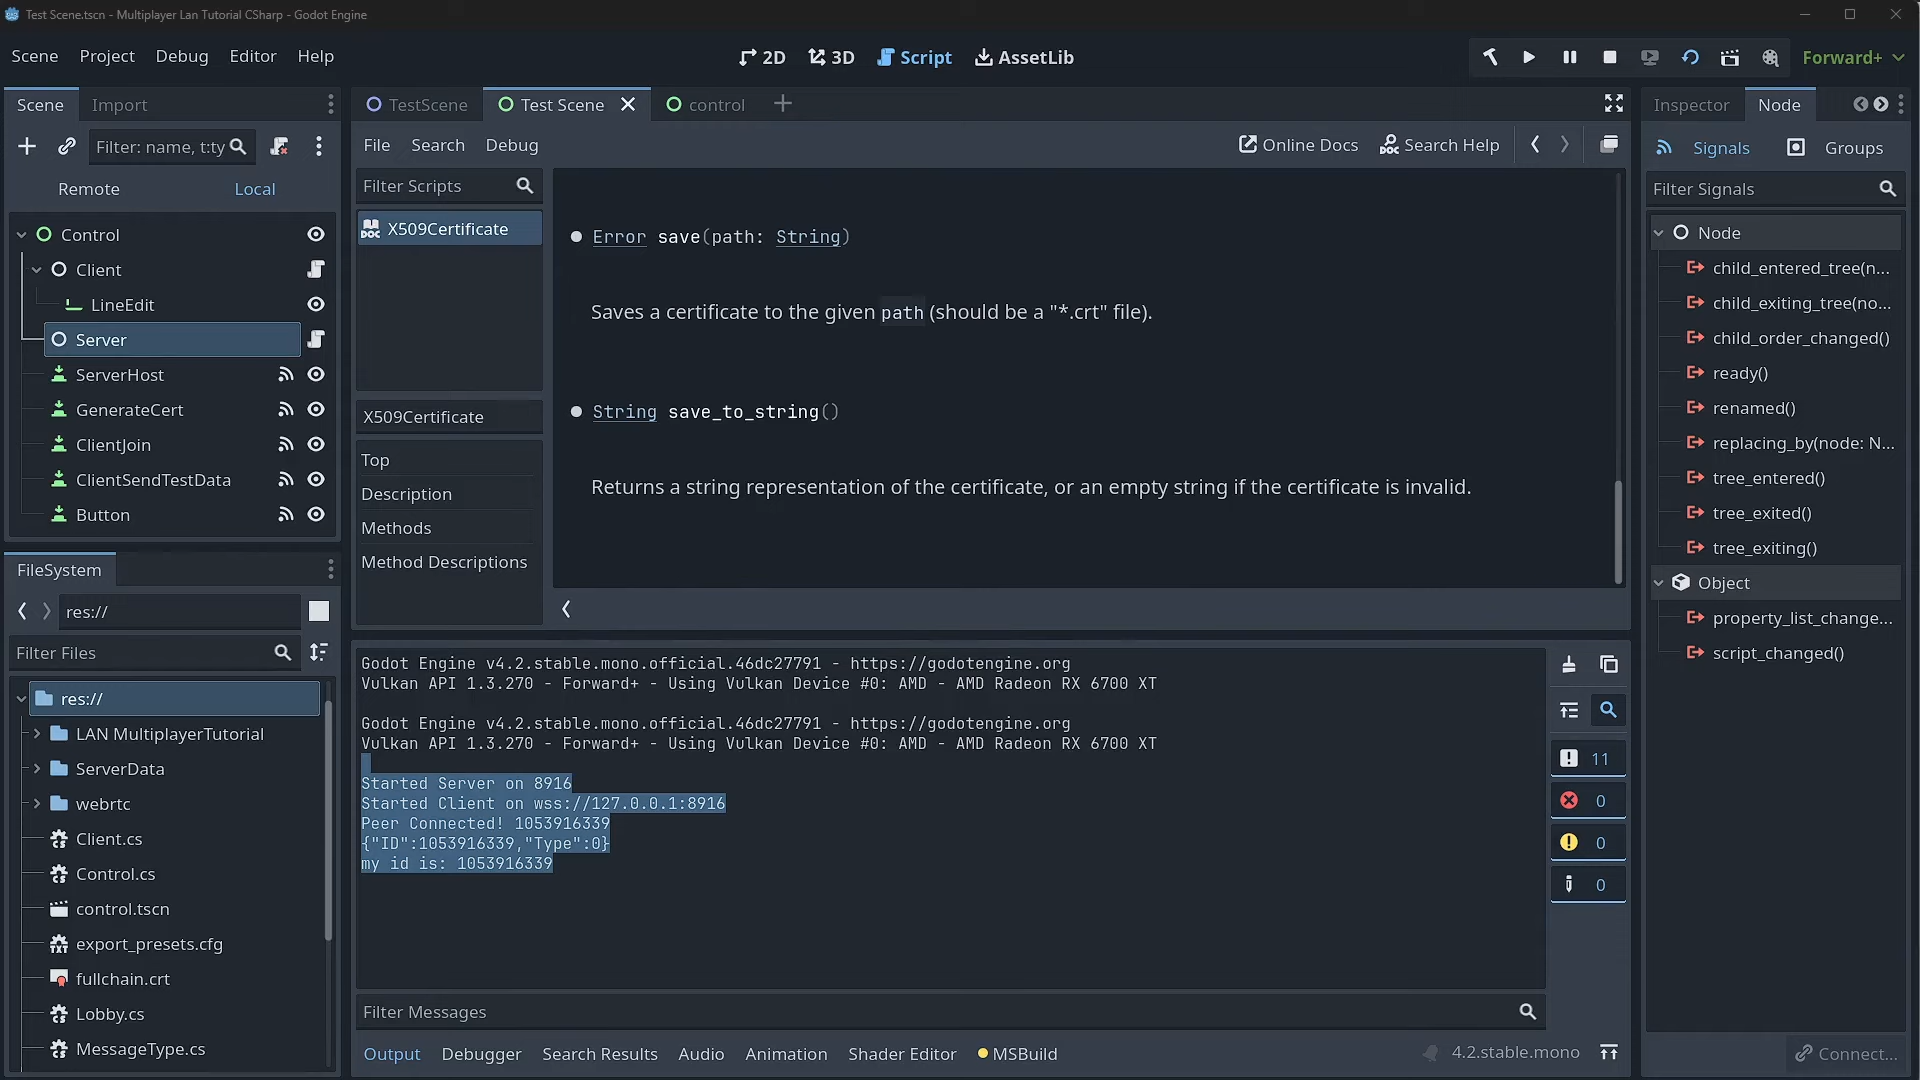 Test Scene.tscn - Multiplayer Lan Tutorial CSharp - Godot Engine
Scene Project Debug Editor Help
2D 3D Script AssetLib
Forward+
Scene Import
TestScene Test Scene control
Inspector Node
Filter: name, t:ty
File Search Debug
Online Docs Search Help
Signals Groups
Remote Local
Filter Scripts
Filter Signals
Control
Client
LineEdit
Server
ServerHost
GenerateCert
ClientJoin
ClientSendTestData
Button
X509Certificate
X509Certificate
Top
Description
Methods
Method Descriptions
Error save(path: String)
Saves a certificate to the given path (should be a "*.crt" file).
String save_to_string()
Returns a string representation of the certificate, or an empty string if the certificate is invalid.
Node
child_entered_tree(n...
child_exiting_tree(no...
child_order_changed()
ready()
renamed()
replacing_by(node: N...
tree_entered()
tree_exited()
tree_exiting()
Object
property_list_change...
script_changed()
FileSystem
res://
Filter Files
res://
LAN MultiplayerTutorial
ServerData
webrtc
Client.cs
Control.cs
control.tscn
export_presets.cfg
fullchain.crt
Lobby.cs
MessageType.cs
Godot Engine v4.2.stable.mono.official.46dc27791 - https://godotengine.org
Vulkan API 1.3.270 - Forward+ - Using Vulkan Device #0: AMD - AMD Radeon RX 6700 XT
Godot Engine v4.2.stable.mono.official.46dc27791 - https://godotengine.org
Vulkan API 1.3.270 - Forward+ - Using Vulkan Device #0: AMD - AMD Radeon RX 6700 XT
Started Server on 8916
Started Client on wss://127.0.0.1:8916
Peer Connected! 1053916339
{"ID":1053916339,"Type":0}
my id is: 1053916339
11
0
0
0
Filter Messages
Output Debugger Search Results Audio Animation Shader Editor MSBuild
4.2.stable.mono
Connect...